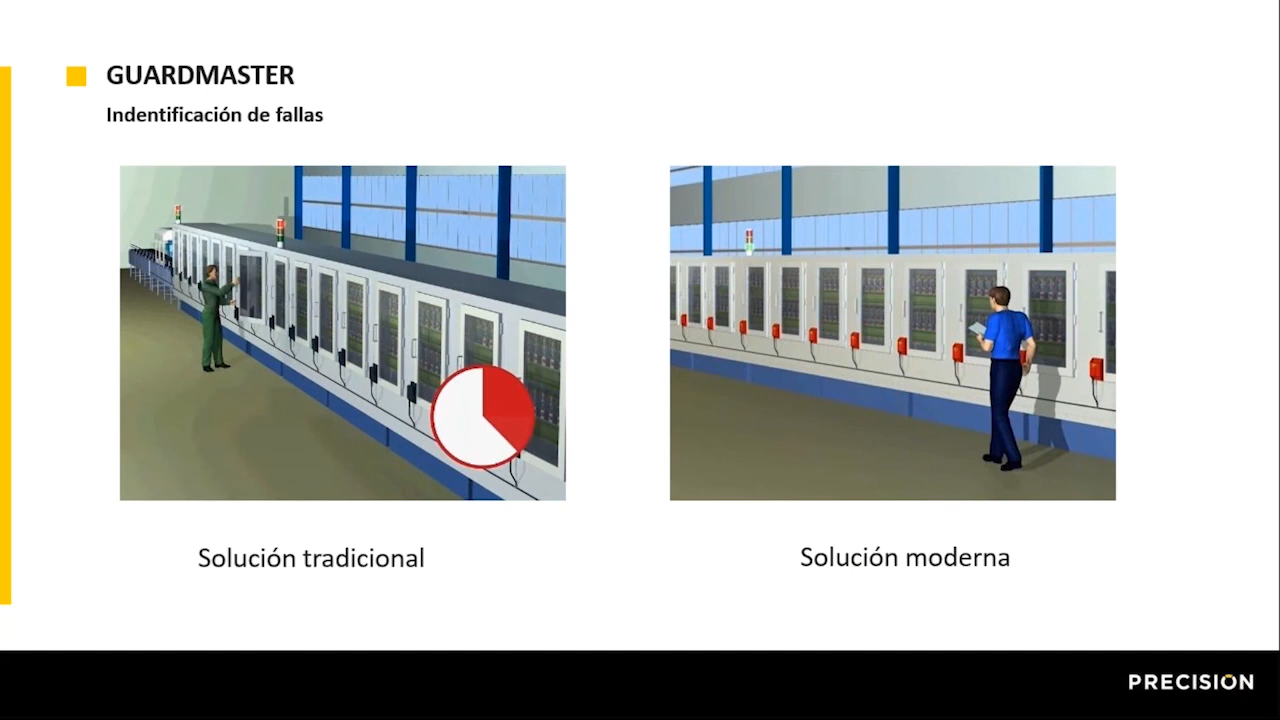 GUARDMASTER
Indentificación de fallas
Solución tradicional
Solución moderna
PRECISION